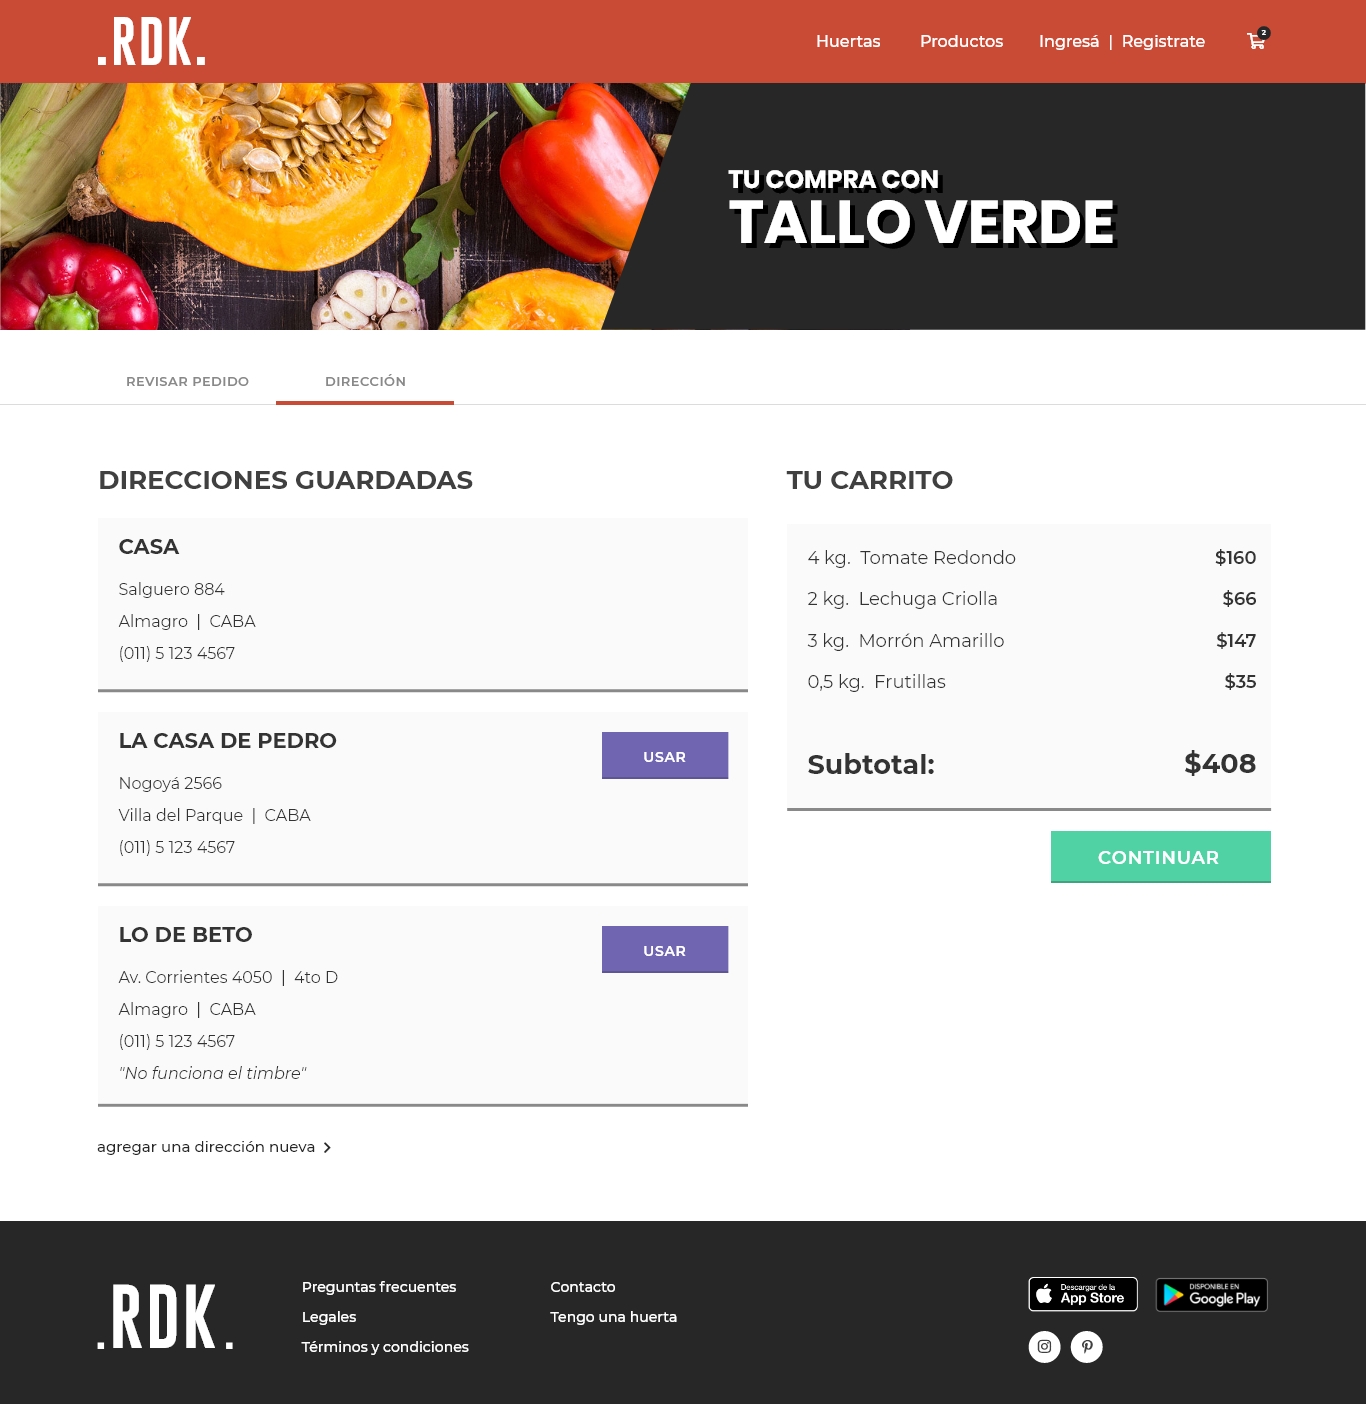 .RDK.
Huertas Productos Ingresá | Registrate 2
TU COMPRA CON
TALLO VERDE
REVISAR PEDIDO DIRECCIÓN
DIRECCIONES GUARDADAS
CASA
Salguero 884
Almagro | CABA
(011) 5 123 4567
LA CASA DE PEDRO
USAR
Nogoyá 2566
Villa del Parque | CABA
(011) 5 123 4567
LO DE BETO
USAR
Av. Corrientes 4050 | 4to D
Almagro | CABA
(011) 5 123 4567
"No funciona el timbre"
agregar una dirección nueva
TU CARRITO
4 kg. Tomate Redondo $160
2 kg. Lechuga Criolla $66
3 kg. Morrón Amarillo $147
0,5 kg. Frutillas $35
Subtotal: $408
CONTINUAR
.RDK.
Preguntas frecuentes
Legales
Términos y condiciones
Contacto
Tengo una huerta
Descargar de la
App Store
DISPONIBLE EN
Google Play